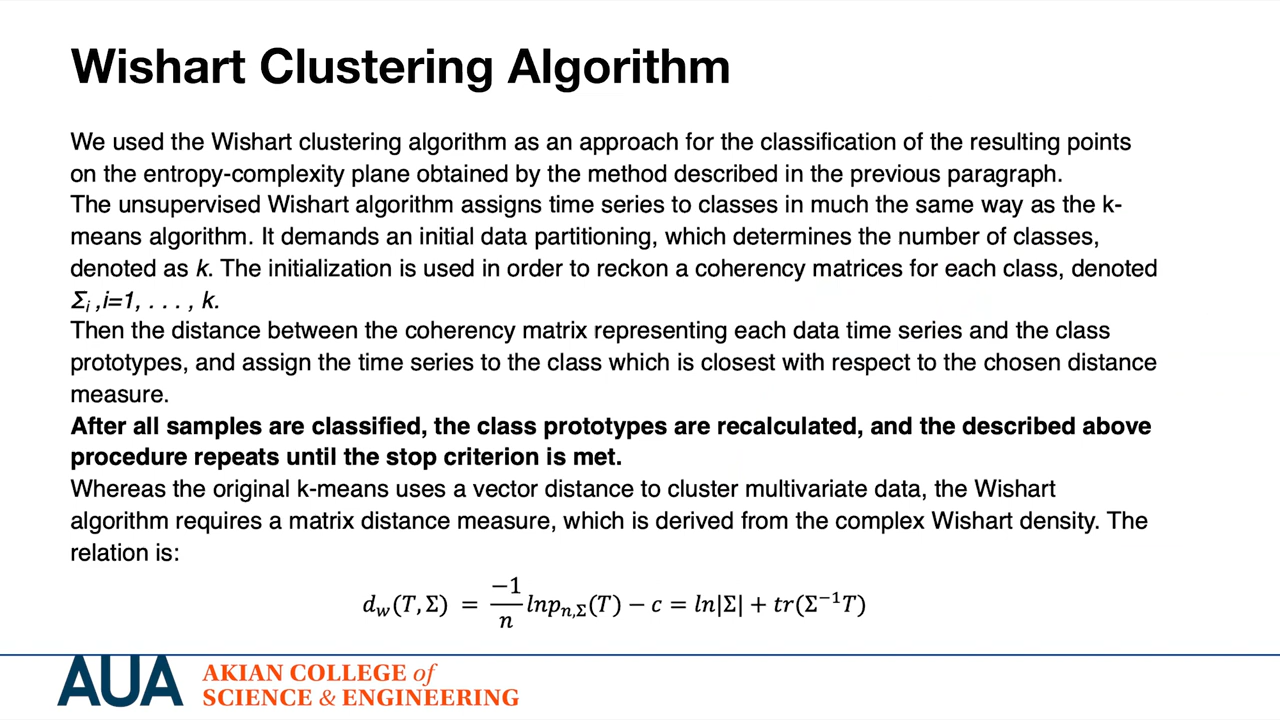 Wishart Clustering Algorithm
We used the Wishart clustering algorithm as an approach for the classification of the resulting points
on the entropy-complexity plane obtained by the method described in the previous paragraph.
The unsupervised Wishart algorithm assigns time series to classes in much the same way as the k-
means algorithm. It demands an initial data partitioning, which determines the number of classes,
denoted as k. The initialization is used in order to reckon a coherency matrices for each class, denoted
Σᵢ ,i=1, . . . , k.
Then the distance between the coherency matrix representing each data time series and the class
prototypes, and assign the time series to the class which is closest with respect to the chosen distance
measure.
After all samples are classified, the class prototypes are recalculated, and the described above
procedure repeats until the stop criterion is met.
Whereas the original k-means uses a vector distance to cluster multivariate data, the Wishart
algorithm requires a matrix distance measure, which is derived from the complex Wishart density. The
relation is:
d_w(T, Σ) = −1/n lnp_{n,Σ}(T) − c = ln|Σ| + tr(Σ⁻¹T)
AUA AKIAN COLLEGE of
SCIENCE & ENGINEERING